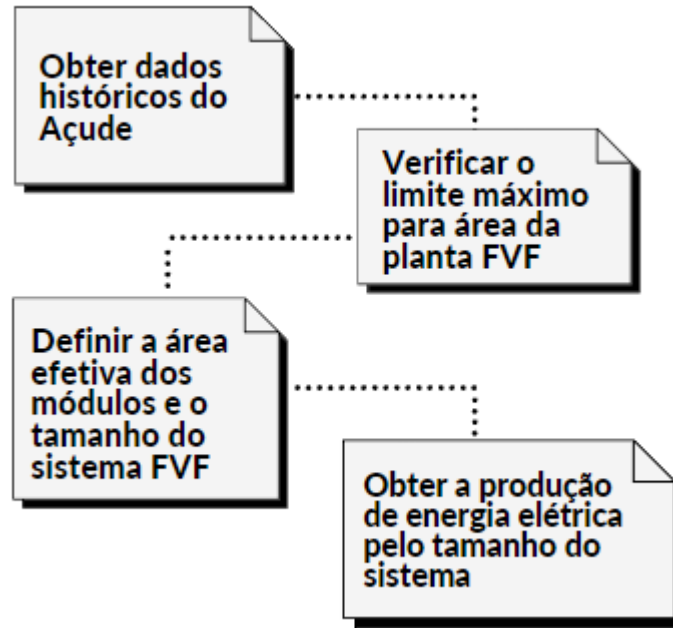 Obter dados
históricos do
Açude
Verificar o
limite máximo
para área da
planta FVF
Definir a área
efetiva dos
módulos e o
tamanho do
sistema FVF
Obter a produção
de energia elétrica
pelo tamanho do
sistema